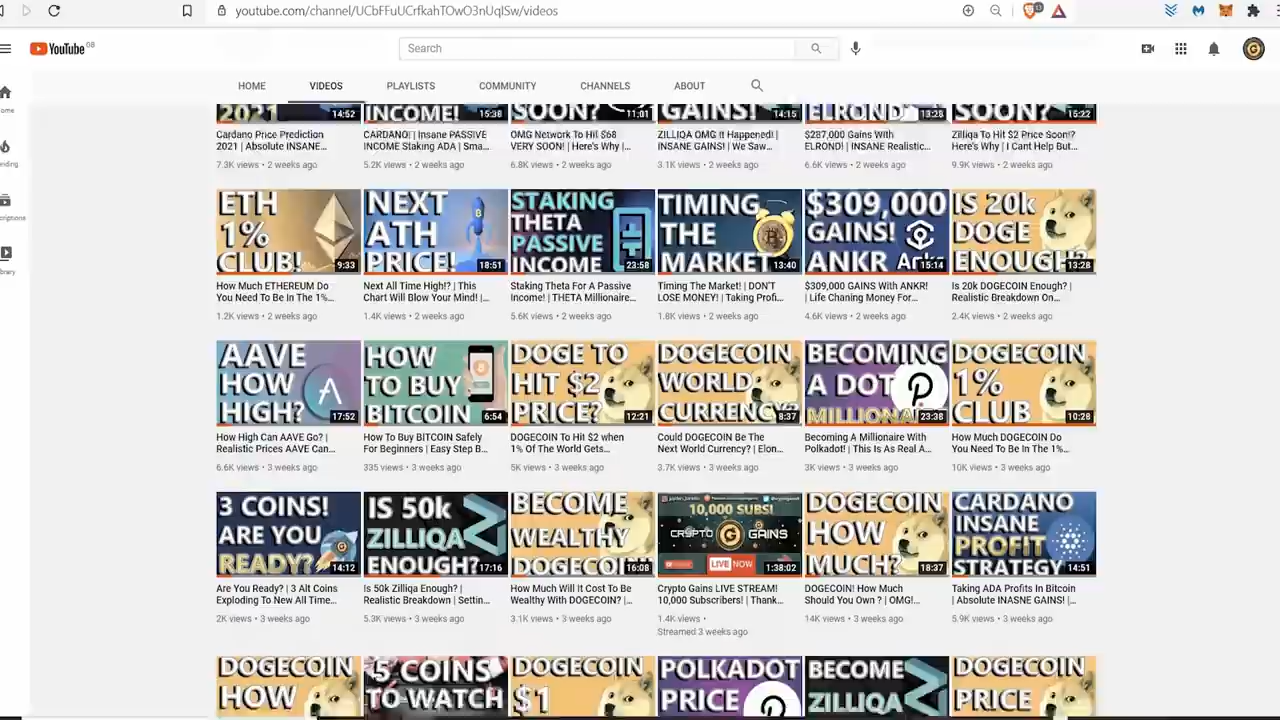 youtube.com/channel/UCbFFuUCrfkahTOwO3nUqISw/videos
13
YouTube GB
Search
HOME VIDEOS PLAYLISTS COMMUNITY CHANNELS ABOUT
2021 INCOME! SOON? GAINS! ELROND! SOON?
14:52 15:38 11:01 14:15 13:28 15:22
Cardano Price Prediction
2021 | Absolute INSANE...
7.3K views • 2 weeks ago
CARDANO! | Insane PASSIVE
INCOME Staking ADA | Sma...
5.2K views • 2 weeks ago
OMG Network To Hit $68
VERY SOON! | Here's Why |...
6.8K views • 2 weeks ago
ZILLIQA OMG It Happened! |
INSANE GAINS! | We Saw...
3.1K views • 2 weeks ago
$287,000 Gains With
ELROND! | INSANE Realistic...
6.6K views • 2 weeks ago
Zilliqa To Hit $2 Price Soon!?
Here's Why | I Cant Help But...
9.9K views • 2 weeks ago
ETH
1%
CLUB!
9:33
How Much ETHEREUM Do
You Need To Be In The 1%...
1.2K views • 2 weeks ago
NEXT
ATH
PRICE!
18:51
Next All Time High!? | This
Chart Will Blow Your Mind! |...
1.4K views • 2 weeks ago
STAKING
THETA
PASSIVE
INCOME
23:58
Staking Theta For A Passive
Income! | THETA Millionaire...
5.6K views • 2 weeks ago
TIMING
THE
MARKET
13:40
Timing The Market! | DON'T
LOSE MONEY! | Taking Profi...
1.8K views • 2 weeks ago
$309,000
GAINS!
ANKR
15:14
$309,000 GAINS With ANKR!
| Life Chaning Money For...
4.6K views • 2 weeks ago
IS 20k
DOGE
ENOUGH?
13:28
Is 20k DOGECOIN Enough? |
Realistic Breakdown On...
2.4K views • 2 weeks ago
AAVE
HOW
HIGH?
17:52
How High Can AAVE Go? |
Realistic Prices AAVE Can...
6.6K views • 3 weeks ago
HOW
TO BUY
BITCOIN
6:54
How To Buy BITCOIN Safely
For Beginners | Easy Step B...
335 views • 3 weeks ago
DOGE TO
HIT $2
PRICE?
12:21
DOGECOIN To Hit $2 when
1% Of The World Gets...
5K views • 3 weeks ago
DOGECOIN
WORLD
CURRENCY?
8:37
Could DOGECOIN Be The
Next World Currency? | Elon...
3.7K views • 3 weeks ago
BECOMING
A DOT
MILLIONAI
23:38
Becoming A Millionaire With
Polkadot! | This Is As Real A...
3K views • 3 weeks ago
DOGECOIN
1%
CLUB
10:28
How Much DOGECOIN Do
You Need To Be In The 1%...
10K views • 3 weeks ago
3 COINS!
ARE YOU
READY?
14:12
Are You Ready? | 3 Alt Coins
Exploding To New All Time...
2K views • 3 weeks ago
IS 50k
ZILLIQA
ENOUGH?
17:16
Is 50k Zilliqa Enough? |
Realistic Breakdown | Settin...
5.3K views • 3 weeks ago
BECOME
WEALTHY
DOGECOI
16:08
How Much Will It Cost To Be
Wealthy With DOGECOIN? |...
3.1K views • 3 weeks ago
10,000 SUBS!
CRYPTO G GAINS
LIVE NOW
1:38:02
Crypto Gains LIVE STREAM!
10,000 Subscribers! | Thank...
1.4K views •
Streamed 3 weeks ago
DOGECOIN
HOW
MUCH?
18:37
DOGECOIN! How Much
Should You Own ? | OMG!...
14K views • 3 weeks ago
CARDANO
INSANE
PROFIT
STRATEGY
14:51
Taking ADA Profits In Bitcoin
| Absolute INASNE GAINS! |...
5.9K views • 3 weeks ago
DOGECOIN
HOW
5 COINS
TO WATCH
DOGECOIN
$1
POLKADOT
PRICE
BECOME
ZILLIQA
DOGECOIN
PRICE
ome
ending
criptions
brary